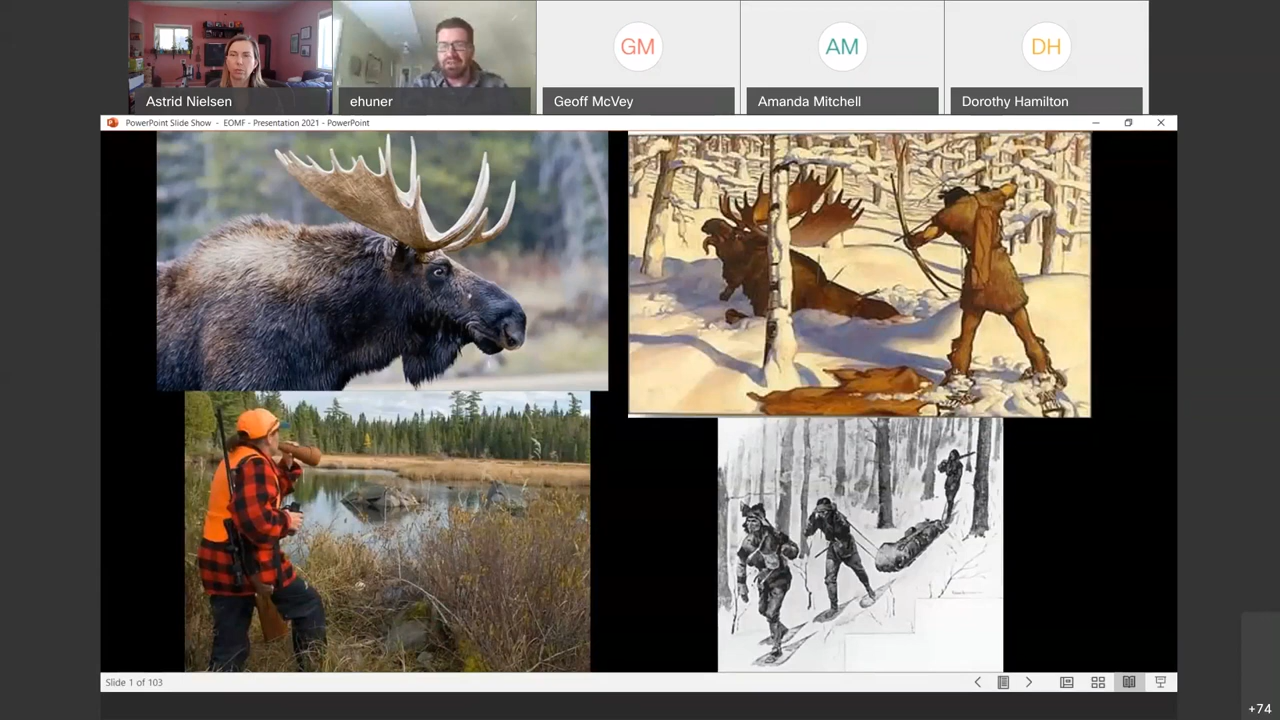 GM
AM
DH
Astrid Nielsen
ehuner
Geoff McVey
Amanda Mitchell
Dorothy Hamilton
PowerPoint Slide Show - EOMF - Presentation 2021 - PowerPoint
Slide 1 of 103
+74